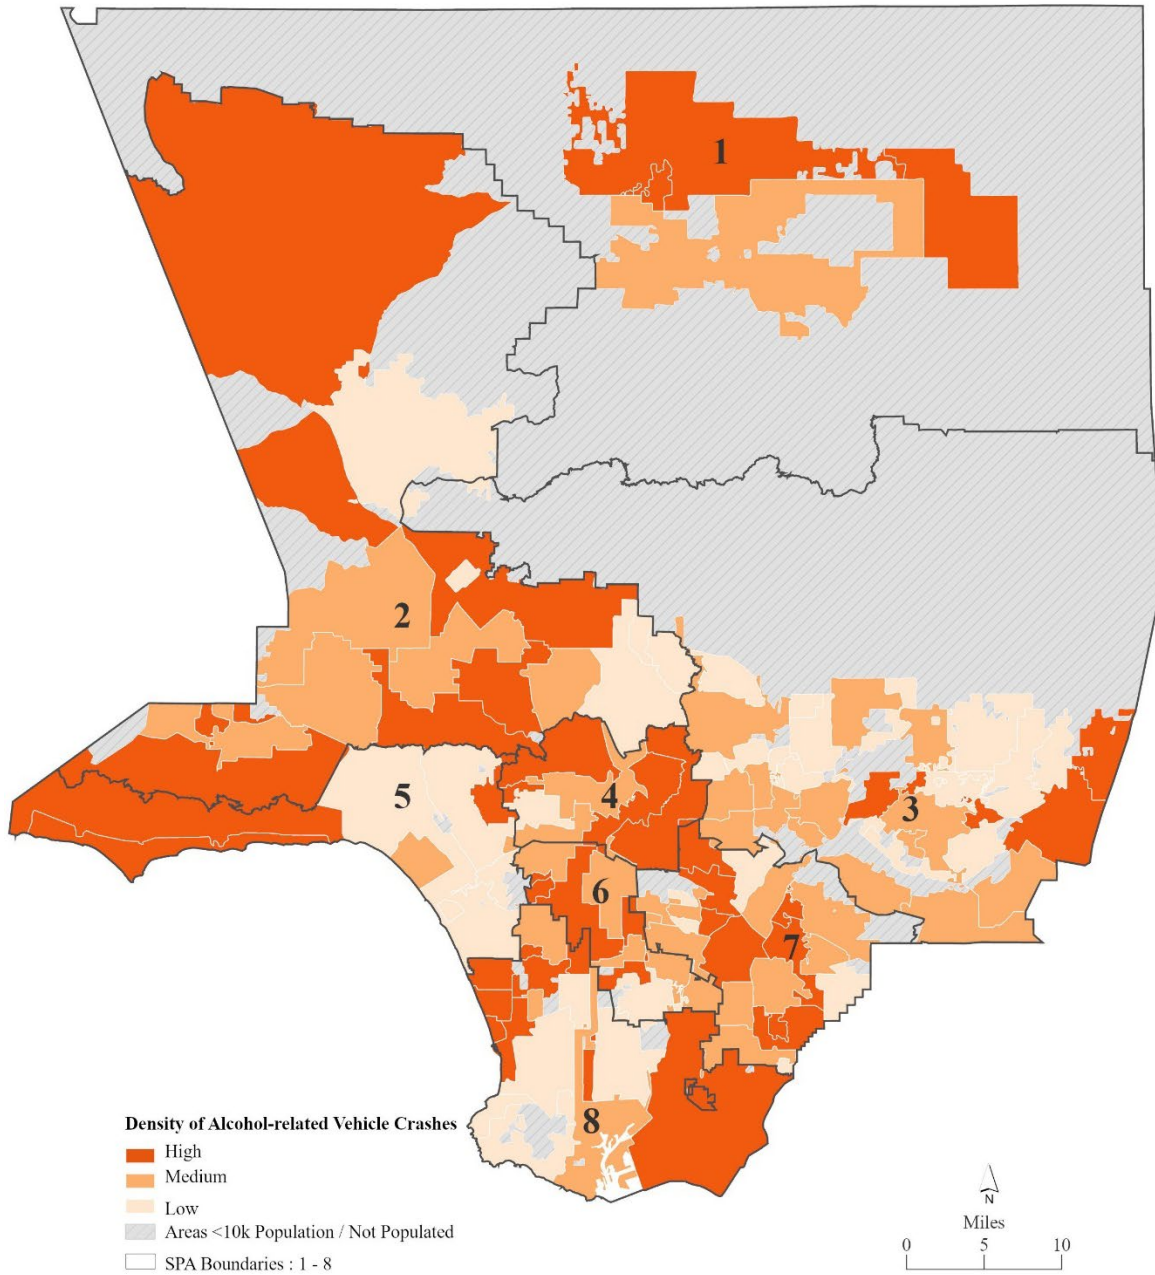 1
2
3
4
5
6
7
8
Density of Alcohol-related Vehicle Crashes
High
Medium
Low
Areas <10k Population / Not Populated
SPA Boundaries : 1 - 8
N
Miles
0 5 10